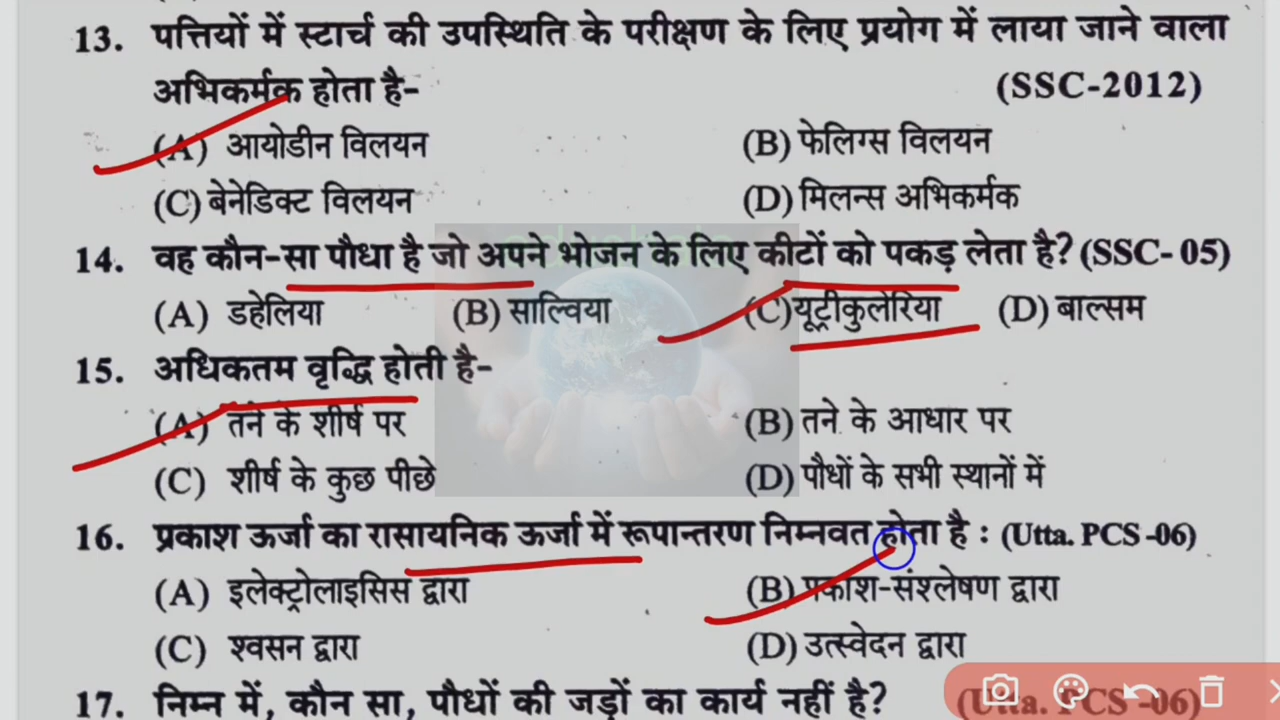 13. पत्तियों में स्टार्च की उपस्थिति के परीक्षण के लिए प्रयोग में लाया जाने वाला
अभिकर्मक होता है- (SSC-2012)
(A) आयोडीन विलयन (B) फेलिग्स विलयन
(C) बेनेडिक्ट विलयन (D) मिलन्स अभिकर्मक
14. वह कौन-सा पौधा है जो अपने भोजन के लिए कीटों को पकड़ लेता है? (SSC- 05)
(A) डहेलिया (B) साल्विया (C) यूट्रीकुलेरिया (D) बाल्सम
15. अधिकतम वृद्धि होती है-
(A) तने के शीर्ष पर (B) तने के आधार पर
(C) शीर्ष के कुछ पीछे (D) पौधों के सभी स्थानों में
16. प्रकाश ऊर्जा का रासायनिक ऊर्जा में रूपान्तरण निम्नवत होता है : (Utta. PCS -06)
(A) इलेक्ट्रोलाइसिस द्वारा (B) प्रकाश-संश्लेषण द्वारा
(C) श्वसन द्वारा (D) उत्स्वेदन द्वारा
17. निम्न में, कौन सा, पौधों की जड़ों का कार्य नहीं है? (Utta. PCS -06)